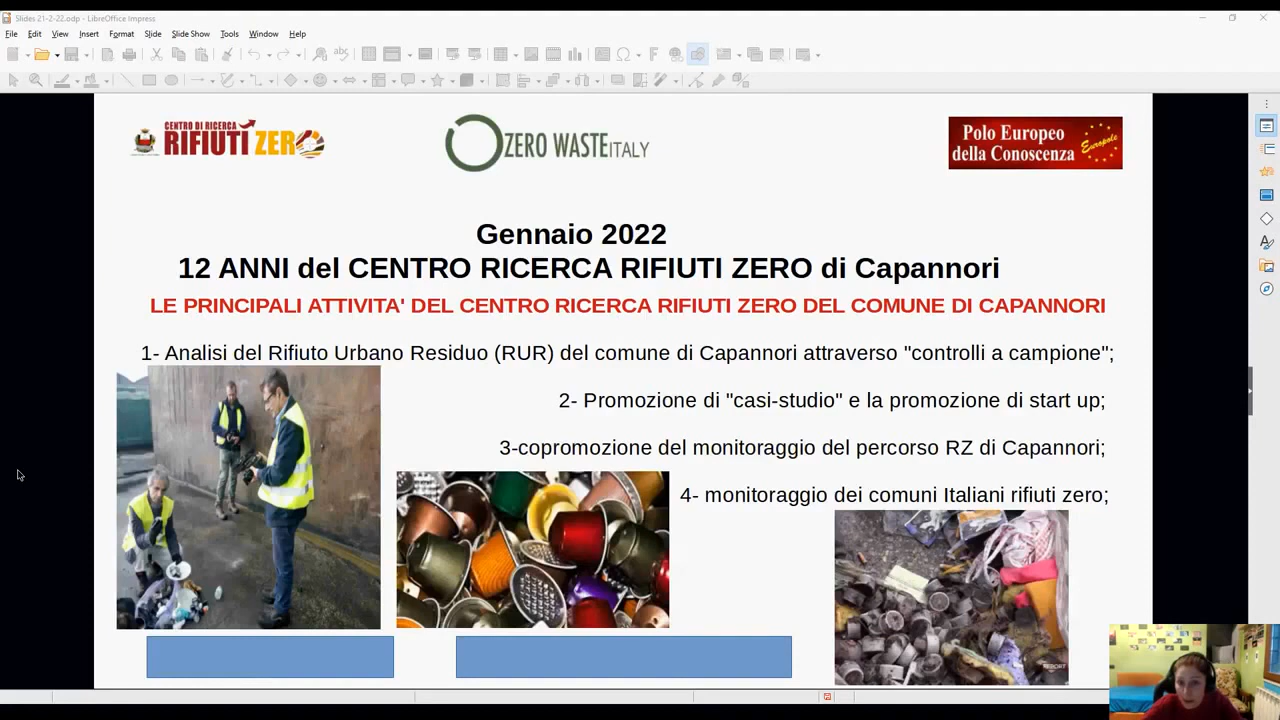 Slides 21-2-22.odp - LibreOffice Impress
File Edit View Insert Format Slide Slide Show Tools Window Help
CENTRO DI RICERCA
RIFIUTI ZERO
ZERO WASTE ITALY
Polo Europeo
della Conoscenza
Europole
Gennaio 2022
12 ANNI del CENTRO RICERCA RIFIUTI ZERO di Capannori
LE PRINCIPALI ATTIVITA' DEL CENTRO RICERCA RIFIUTI ZERO DEL COMUNE DI CAPANNORI
1- Analisi del Rifiuto Urbano Residuo (RUR) del comune di Capannori attraverso "controlli a campione";
2- Promozione di "casi-studio" e la promozione di start up;
3-copromozione del monitoraggio del percorso RZ di Capannori;
4- monitoraggio dei comuni Italiani rifiuti zero;
REPORT